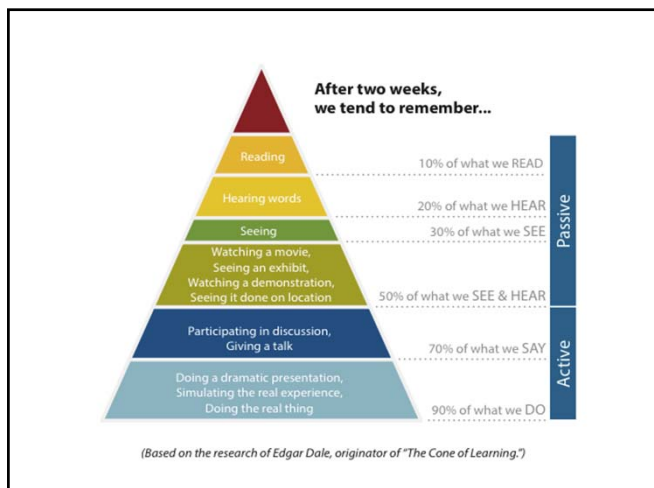 After two weeks,
we tend to remember...
Reading
10% of what we READ
Hearing words
20% of what we HEAR
Seeing
30% of what we SEE
Watching a movie,
Seeing an exhibit,
Watching a demonstration,
Seeing it done on location
50% of what we SEE & HEAR
Passive
Participating in discussion,
Giving a talk
70% of what we SAY
Doing a dramatic presentation,
Simulating the real experience,
Doing the real thing
90% of what we DO
Active
(Based on the research of Edgar Dale, originator of “The Cone of Learning.”)